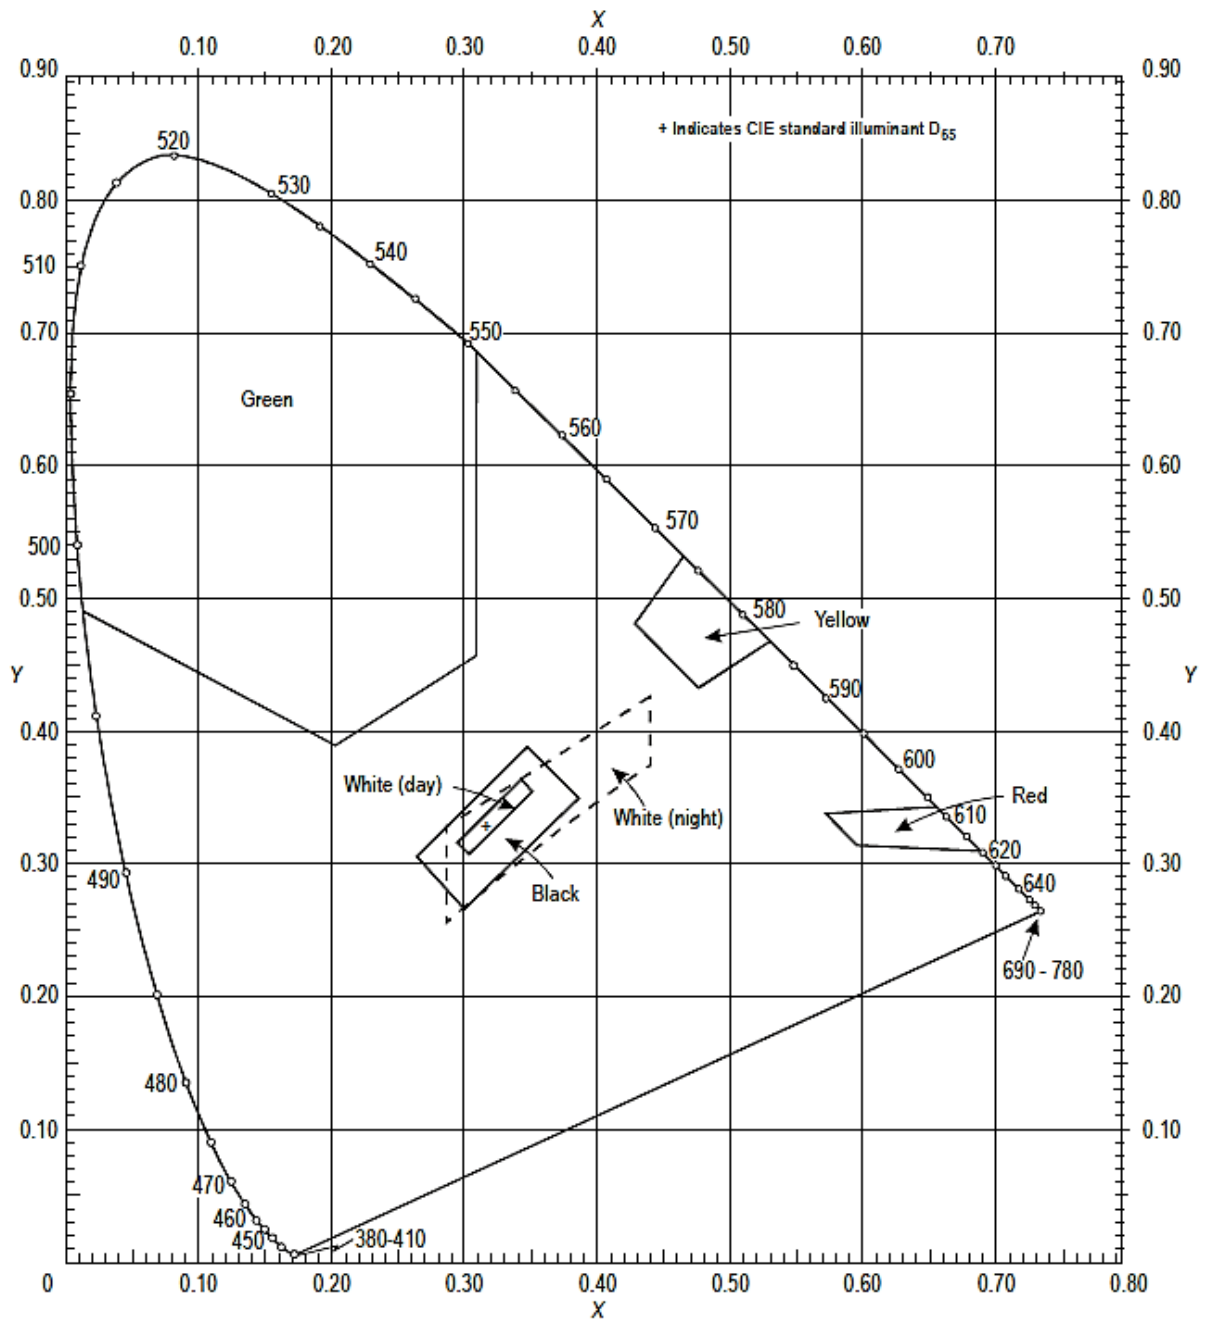 X
0.10 0.20 0.30 0.40 0.50 0.60 0.70
0.90 0.90
+ Indicates CIE standard illuminant D65
520
530
0.80 0.80
540
510
550
0.70 0.70
Green
560
0.60 0.60
570
500
0.50 580 0.50
Yellow
Y Y
590
0.40 0.40
600
White (day)
Red
White (night)
610
620
0.30 0.30
490 640
Black
690 - 780
0.20 0.20
480
0.10 0.10
470
460
450 380-410
0 0.10 0.20 0.30 0.40 0.50 0.60 0.70 0.80
X